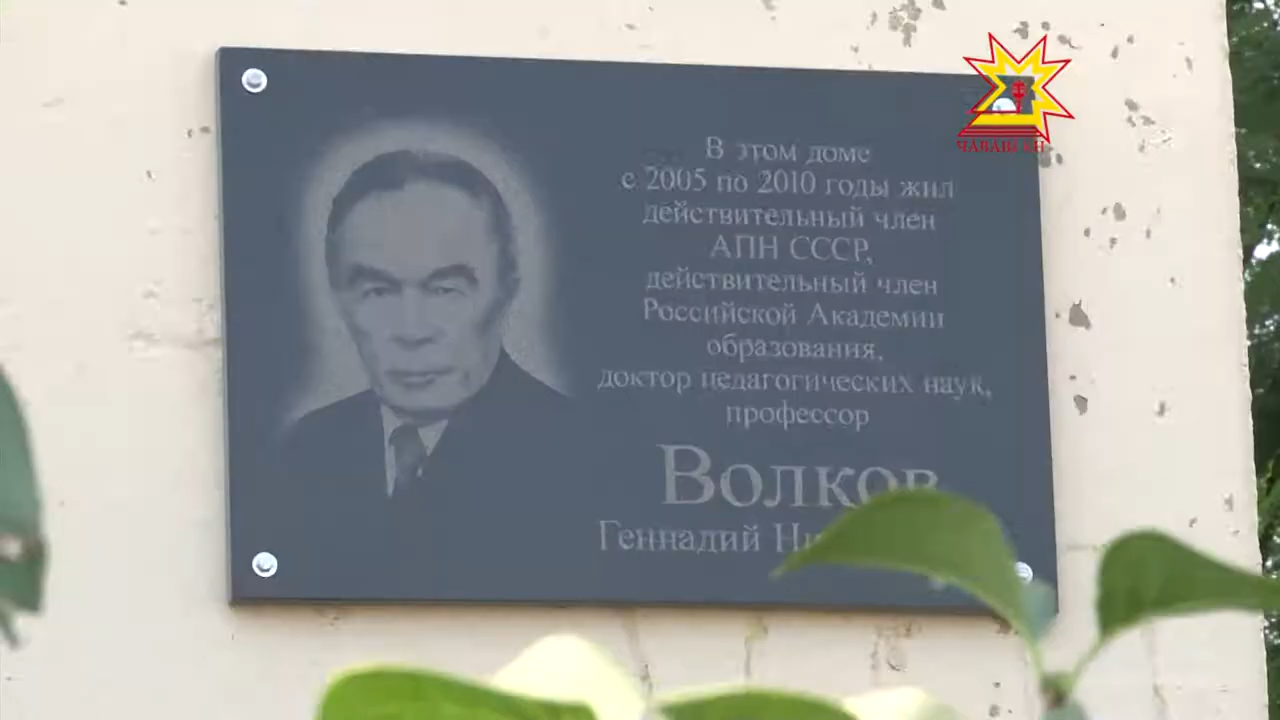 В этом доме
с 2005 по 2010 годы жил
действительный член
АПН СССР,
действительный член
Российской Академии
образования,
доктор педагогических наук,
профессор
Волков
Геннадий